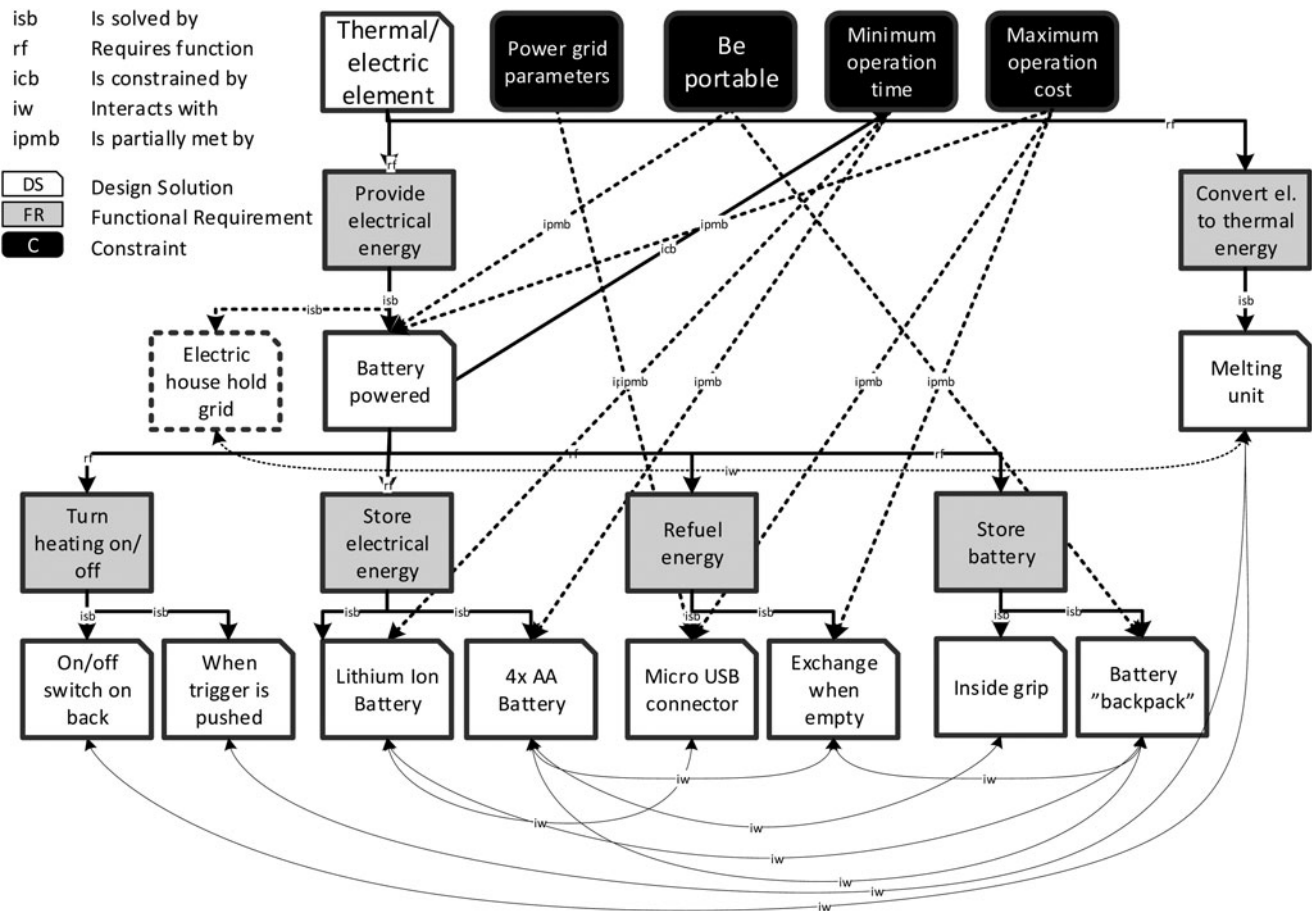 isb Is solved by
rf Requires function
icb Is constrained by
iw Interacts with
ipmb Is partially met by
DS Design Solution
FR Functional Requirement
C Constraint
Thermal/
electric
element
Power grid
parameters
Be
portable
Minimum
operation
time
Maximum
operation
cost
rf
rf
Provide
electrical
energy
Convert el.
to thermal
energy
ipmb
ipmb
icb
isb
isb
isb
Electric
house hold
grid
Battery
powered
ipmb
ipmb
ipmb
ipmb
Melting
unit
rf
rf
rf
iw
rf
Turn
heating on/
off
Store
electrical
energy
Refuel
energy
Store
battery
isb
isb
isb
isb
isb
isb
isb
isb
On/off
switch on
back
When
trigger is
pushed
Lithium Ion
Battery
4x AA
Battery
Micro USB
connector
Exchange
when
empty
Inside grip
Battery
”backpack”
iw
iw
iw
iw
iw
iw
iw
iw